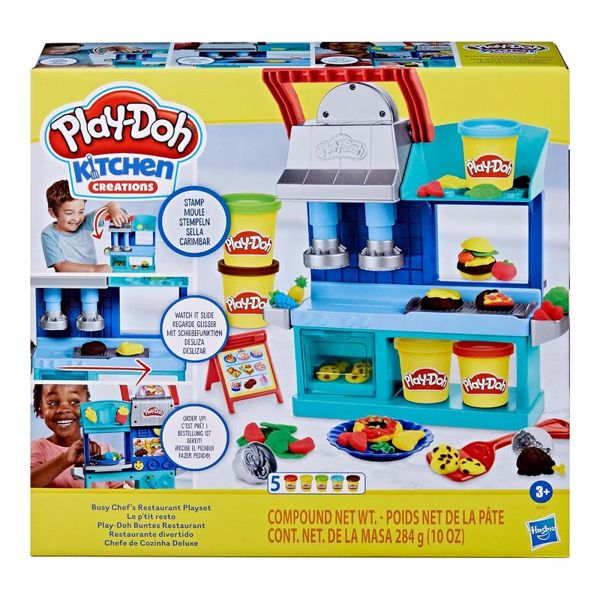 PLAY-DOH
KITCHEN
CREATIONS
STAMP
MOULE
STEMPELN
SELLA
CARIMBAR
WATCH IT SLIDE
REGARDE GLISSER
MIT SCHIEBEFUNKTION
DESLIZA
DESLIZAR
ORDER UP!
C'EST PRÊT !
BESTELLUNG IST
BEREIT!
¡RECIBE EL PEDIDO!
FAZER PEDIDO!
PLAY-DOH
PLAY-DOH
PLAY-DOH
PLAY-DOH
PLAY-DOH
PLAY-DOH
PLAY-DOH
PLAY-DOH
5
Busy Chef's Restaurant Playset
Le p'tit resto
Play-Doh Buntes Restaurant
Restaurante divertido
Chefe de Cozinha Deluxe
COMPOUND NET WT. - POIDS NET DE LA PÂTE
CONT. NET. DE LA MASA 284 g (10 OZ)
3+
Hasbro